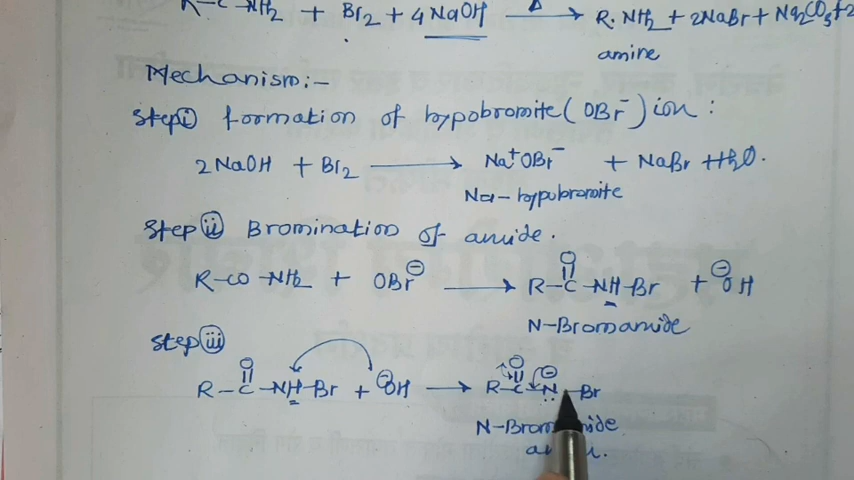 R-C-NH₂ + Br₂ + 4NaOH —Δ→ R.NH₂ + 2NaBr + Na₂CO₃ + 2
amine
Mechanism:-
Step(i) Formation of hypobromite (OBr⁻) ion :
2NaOH + Br₂ ⟶ Na⁺OBr⁻ + NaBr + H₂O.
Na-hypobromite
Step (ii) Bromination of amide.
R-CO-NH₂ + OBr⊖ ⟶ R-C(=O)-NH-Br + ⊖OH
N-Bromamide
Step (iii)
R-C(=O)-NH-Br + ⊖OH ⟶ R-C(=O)-N̤⊖-Br